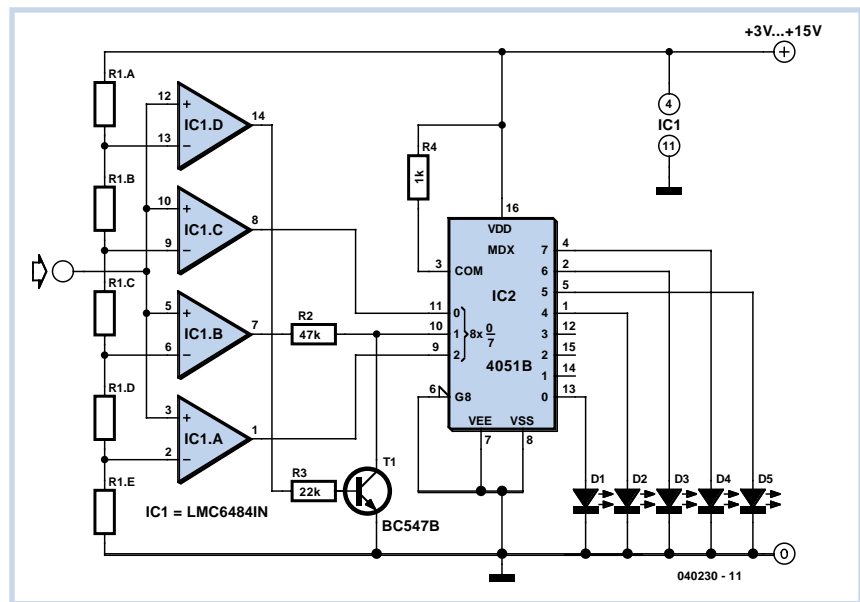 +3V...+15V
R1.A
12
+
IC1.D
14
13
−
4
IC1
11
R4
1k
R1.B
10
+
IC1.C
8
9
−
16
VDD
MDX
7 4
6 2
3
COM
IC2
5 5
4 1
R1.C
5
+
IC1.B
7
6
−
R2
47k
11
0
10
1
9
2
8x 0/7
4051B
3 12
2 15
1 14
0 13
6
G8
VEE
VSS
7
8
R1.D
3
+
IC1.A
1
2
−
R3
22k
T1
BC547B
D1
D2
D3
D4
D5
R1.E
IC1 = LMC6484IN
0
040230 - 11